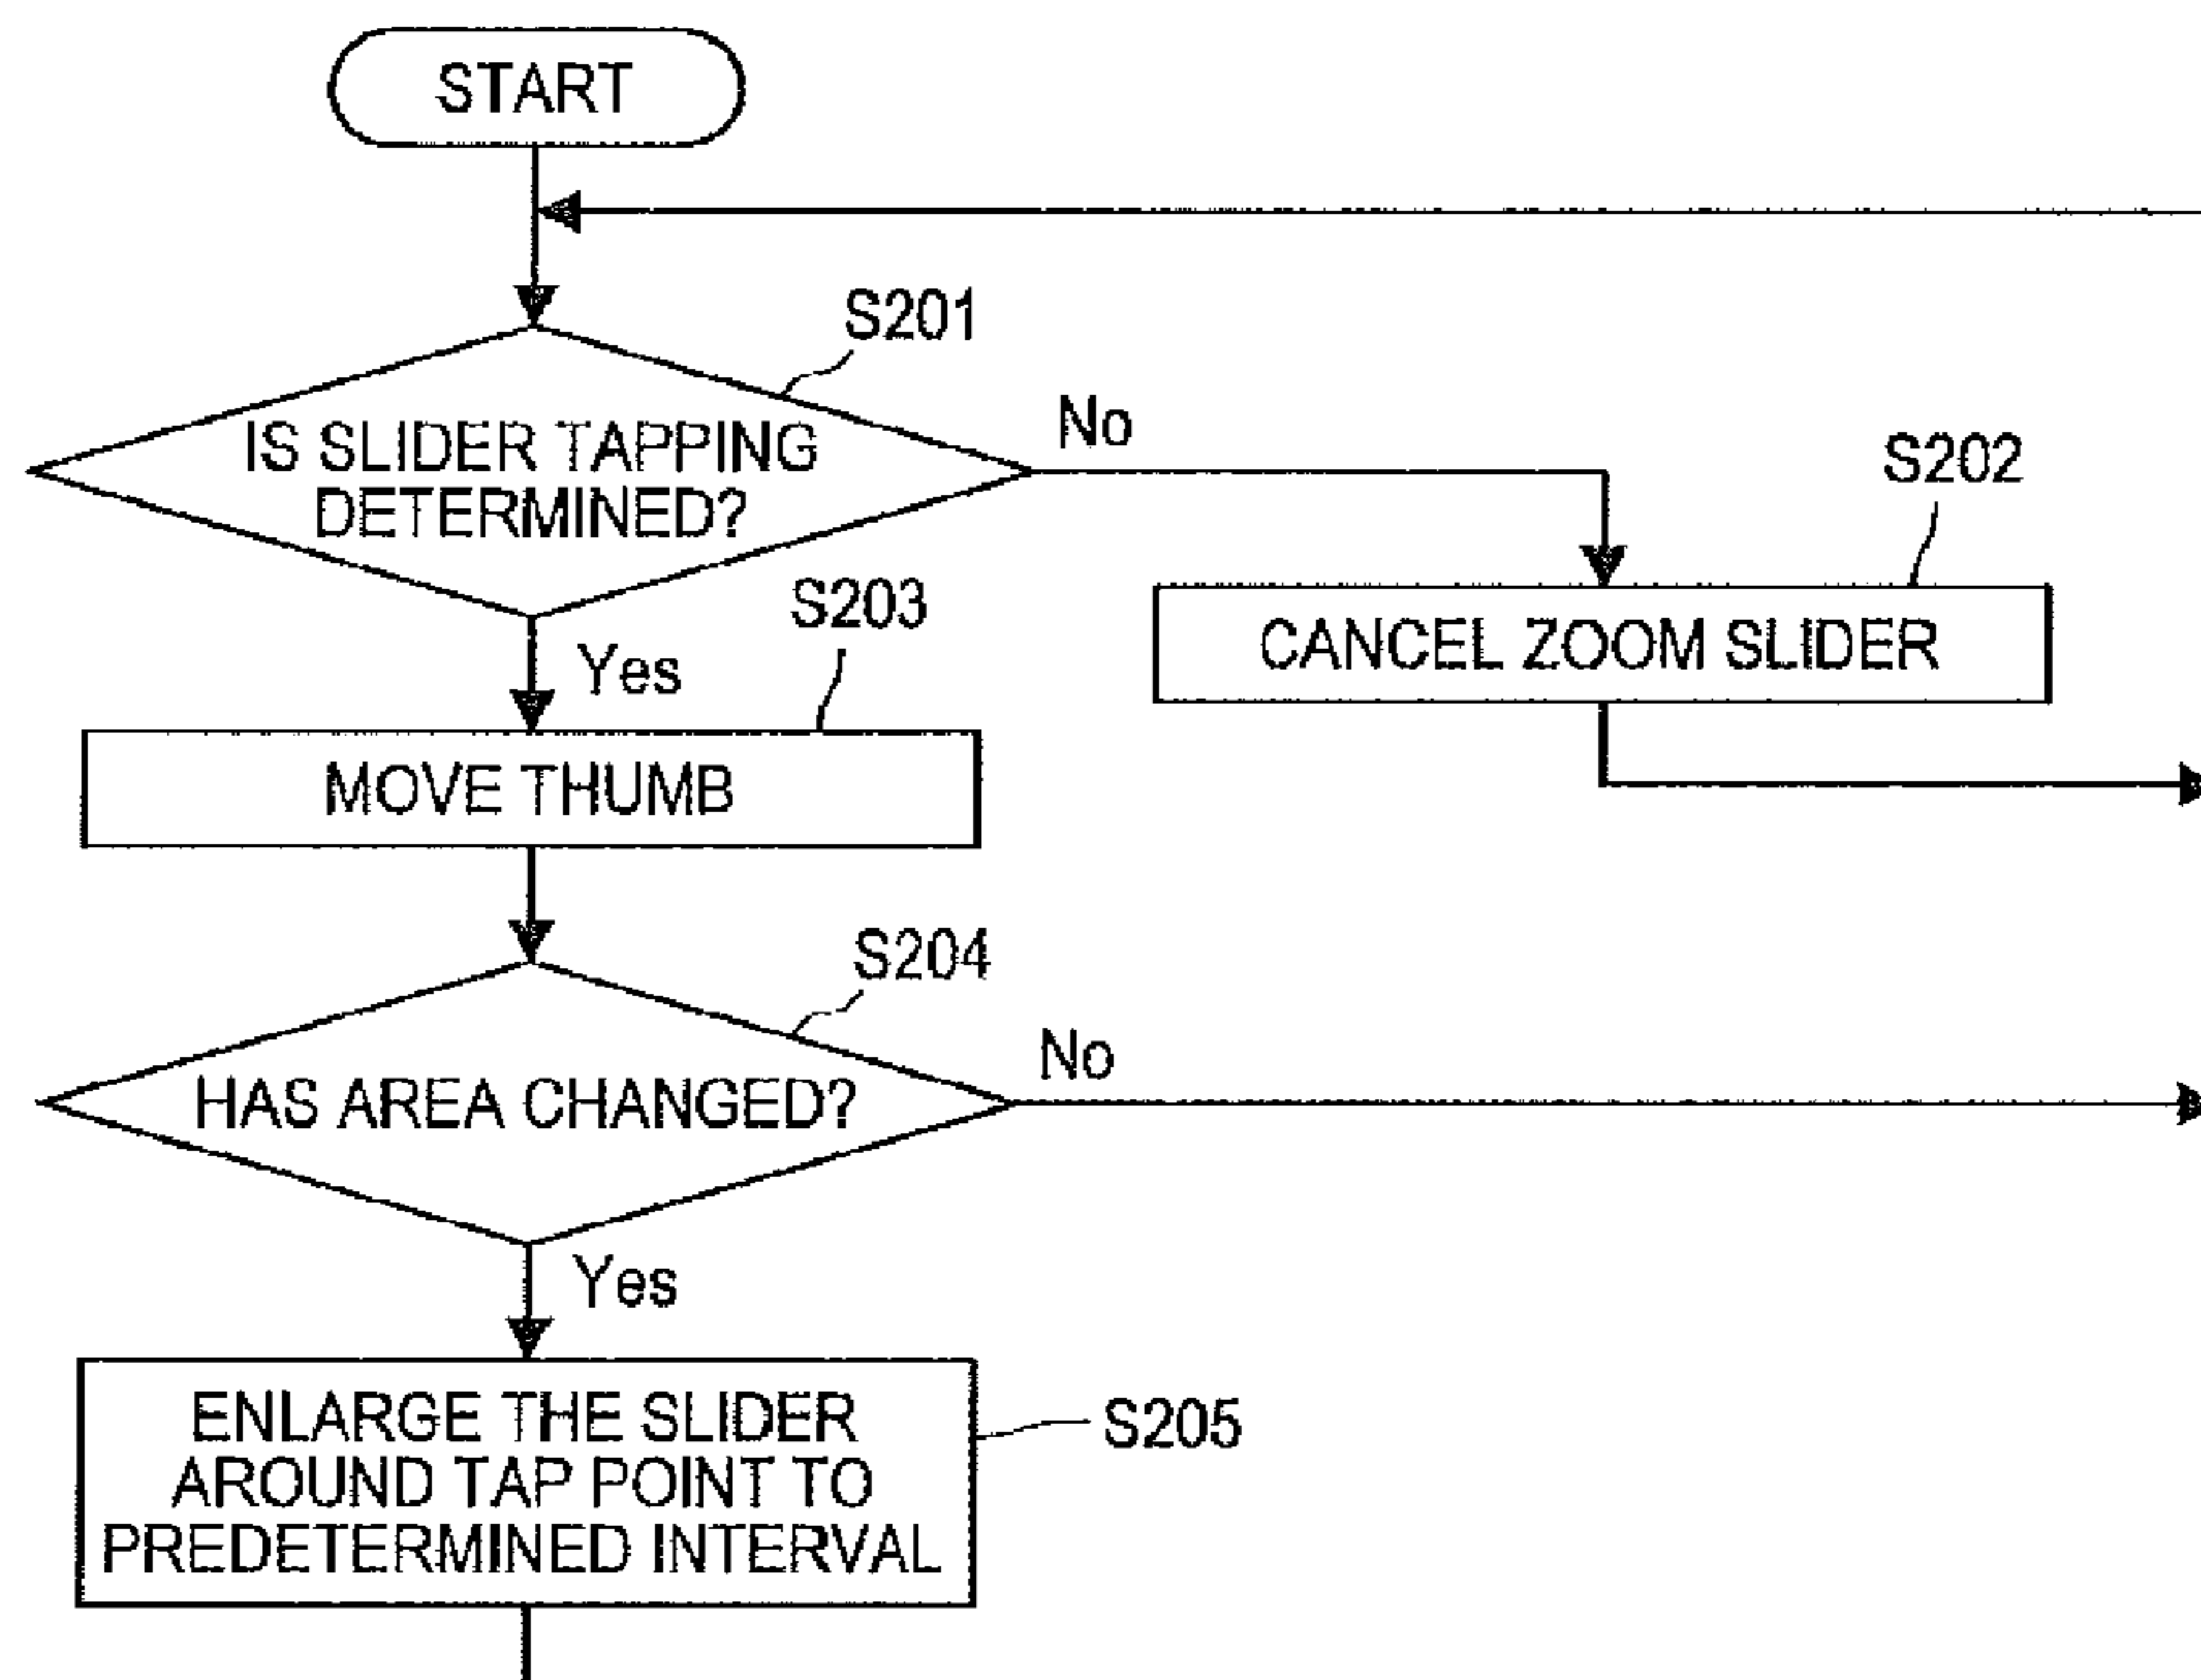 START
S201
IS SLIDER TAPPING
DETERMINED?
No
S202
CANCEL ZOOM SLIDER
Yes
S203
MOVE THUMB
S204
HAS AREA CHANGED?
No
Yes
ENLARGE THE SLIDER
AROUND TAP POINT TO
PREDETERMINED INTERVAL
S205